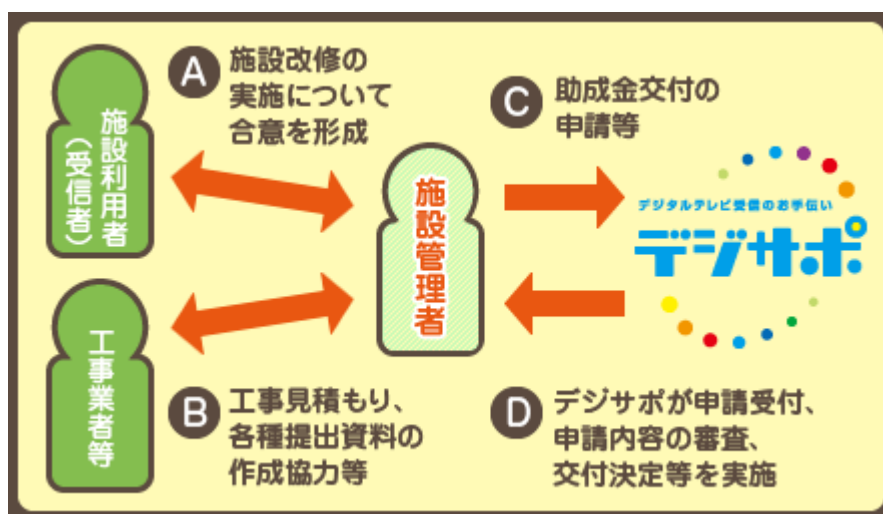 A
施設改修の
実施について
合意を形成
施設利用者
(受信者)
施設管理者
C
助成金交付の
申請等
デジタルテレビ受信のお手伝い
デジサポ
工事業者等
B
工事見積もり、
各種提出資料の
作成協力等
D
デジサポが申請受付、
申請内容の審査、
交付決定等を実施